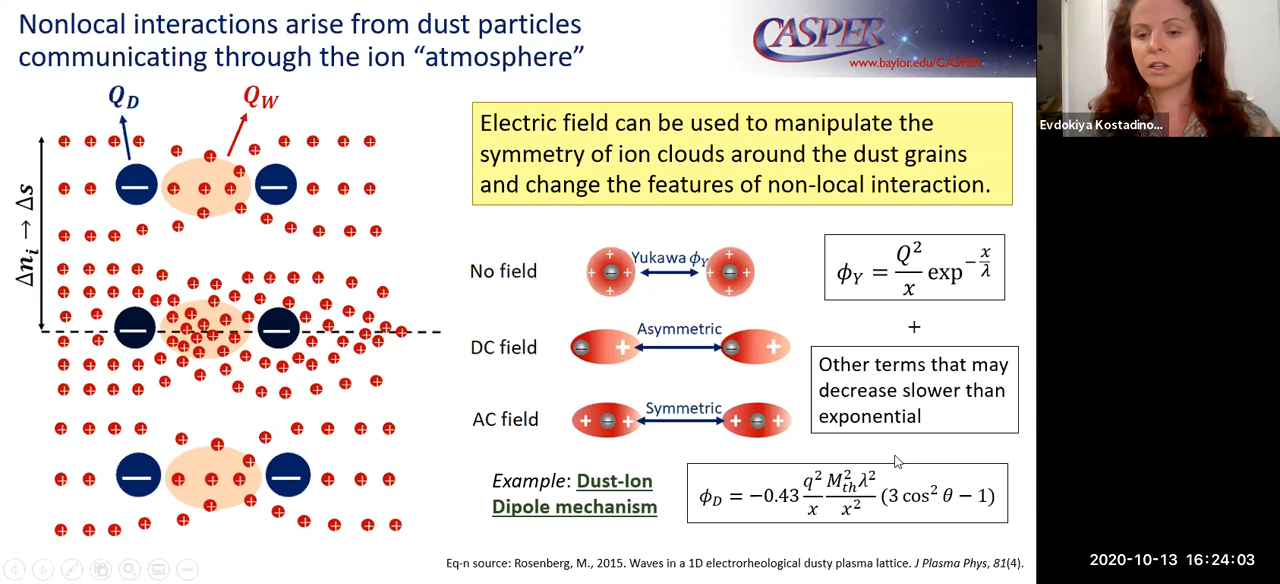 Nonlocal interactions arise from dust particles
communicating through the ion “atmosphere”
CASPER
www.baylor.edu/CASPER
Evdokiya Kostadino...
Q_D
Q_W
Δn_i → Δs
Electric field can be used to manipulate the
symmetry of ion clouds around the dust grains
and change the features of non-local interaction.
No field
Yukawa ϕ_Y
ϕ_Y = Q²/x exp^(−x/λ)
+
DC field
Asymmetric
Other terms that may
decrease slower than
exponential
AC field
Symmetric
Example: Dust-Ion
Dipole mechanism
ϕ_D = −0.43 q²/x M_th² λ²/x² (3 cos² θ − 1)
Eq-n source: Rosenberg, M., 2015. Waves in a 1D electrorheological dusty plasma lattice. J Plasma Phys, 81(4).
2020-10-13 16:24:03